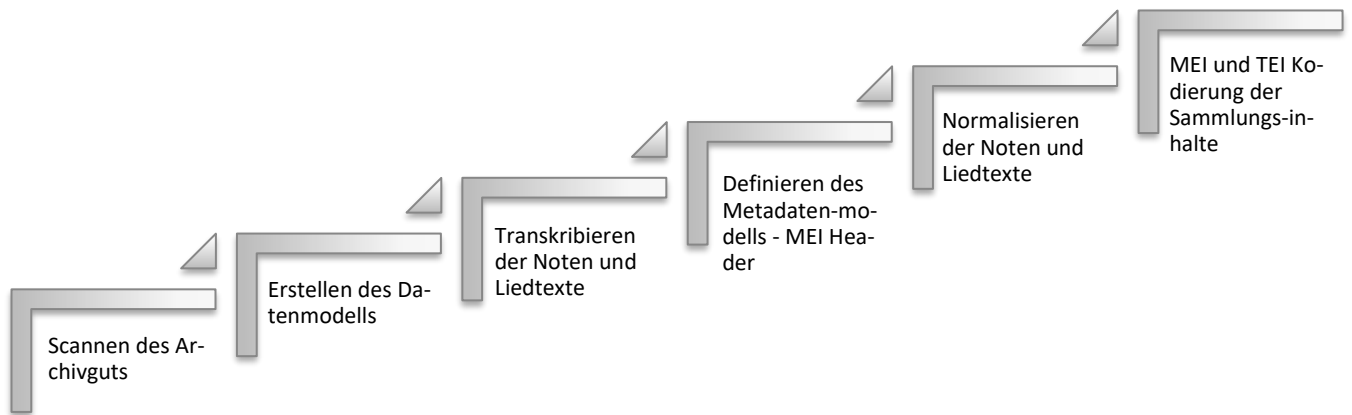 Scannen des Ar-
chivguts
Erstellen des Da-
tenmodells
Transkribieren
der Noten und
Liedtexte
Definieren des
Metadaten-mo-
dells - MEI Hea-
der
Normalisieren
der Noten und
Liedtexte
MEI und TEI Ko-
dierung der
Sammlungs-in-
halte